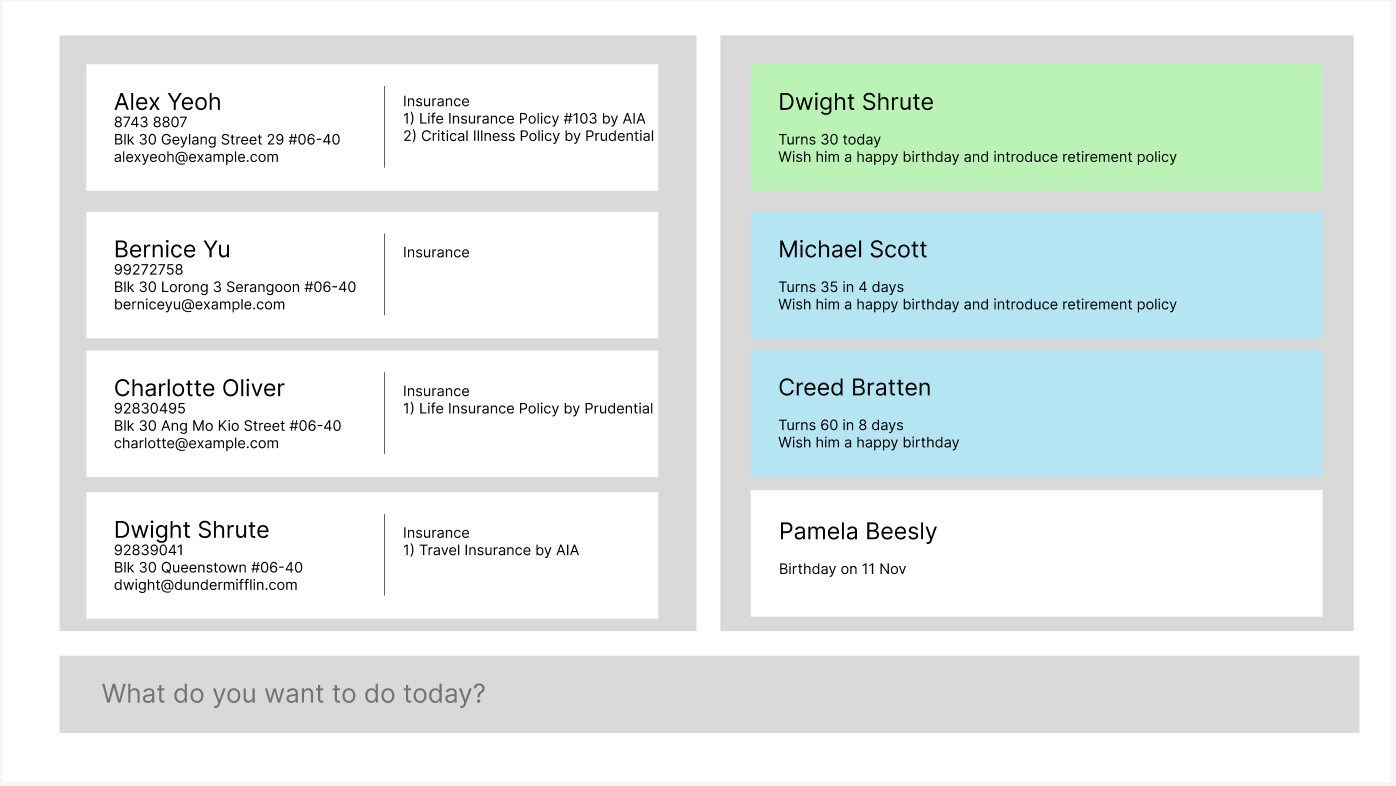 Alex Yeoh
8743 8807
Blk 30 Geylang Street 29 #06-40
alexyeoh@example.com
Insurance
1) Life Insurance Policy #103 by AIA
2) Critical Illness Policy by Prudential
Bernice Yu
99272758
Blk 30 Lorong 3 Serangoon #06-40
berniceyu@example.com
Insurance
Charlotte Oliver
92830495
Blk 30 Ang Mo Kio Street #06-40
charlotte@example.com
Insurance
1) Life Insurance Policy by Prudential
Dwight Shrute
92839041
Blk 30 Queenstown #06-40
dwight@dundermifflin.com
Insurance
1) Travel Insurance by AIA
Dwight Shrute
Turns 30 today
Wish him a happy birthday and introduce retirement policy
Michael Scott
Turns 35 in 4 days
Wish him a happy birthday and introduce retirement policy
Creed Bratten
Turns 60 in 8 days
Wish him a happy birthday
Pamela Beesly
Birthday on 11 Nov
What do you want to do today?